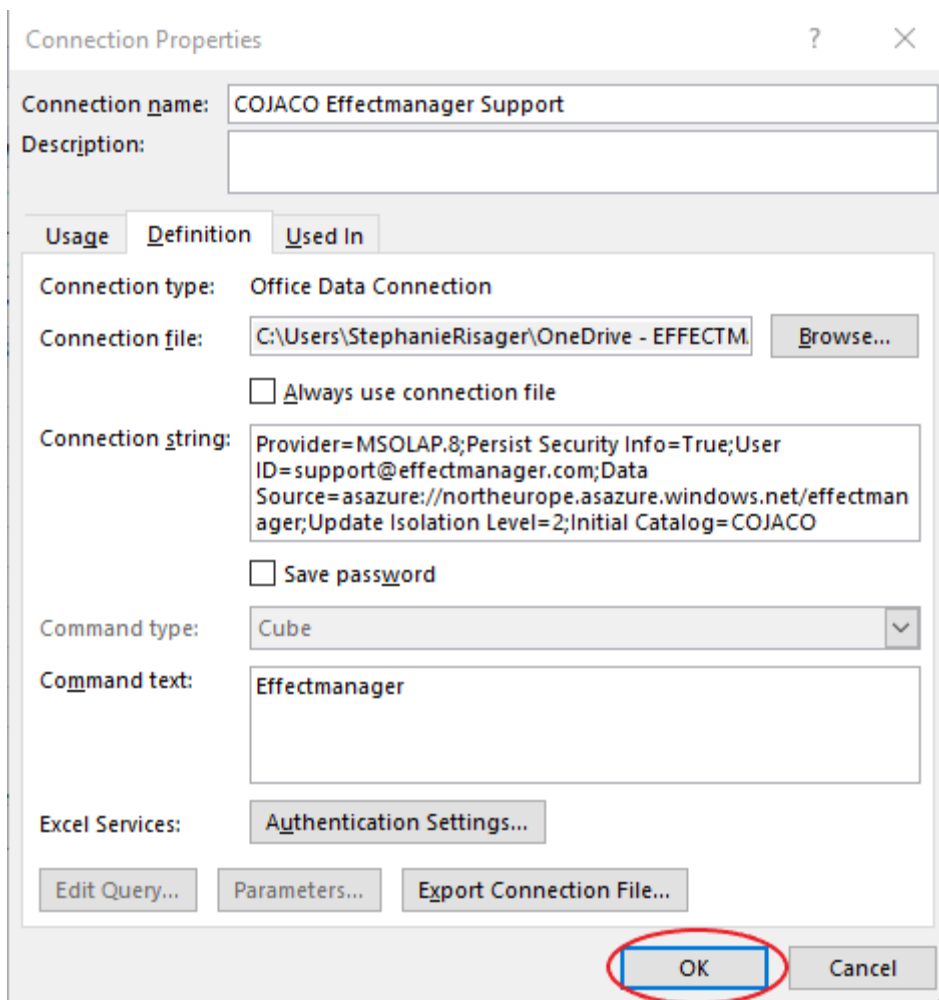 Connection Properties ?
Connection name: COJACO Effectmanager Support
Description:
Usage Definition Used In
Connection type: Office Data Connection
Connection file: C:\Users\StephanieRisager\OneDrive - EFFECTM. Browse...
Always use connection file
Connection string: Provider=MSOLAP.8;Persist Security Info=True;User
ID=support@effectmanager.com;Data
Source=asazure://northeurope.asazure.windows.net/effectman
ager;Update Isolation Level=2;Initial Catalog=COJACO
Save password
Command type: Cube
Command text: Effectmanager
Excel Services: Authentication Settings...
Edit Query... Parameters... Export Connection File...
OK Cancel